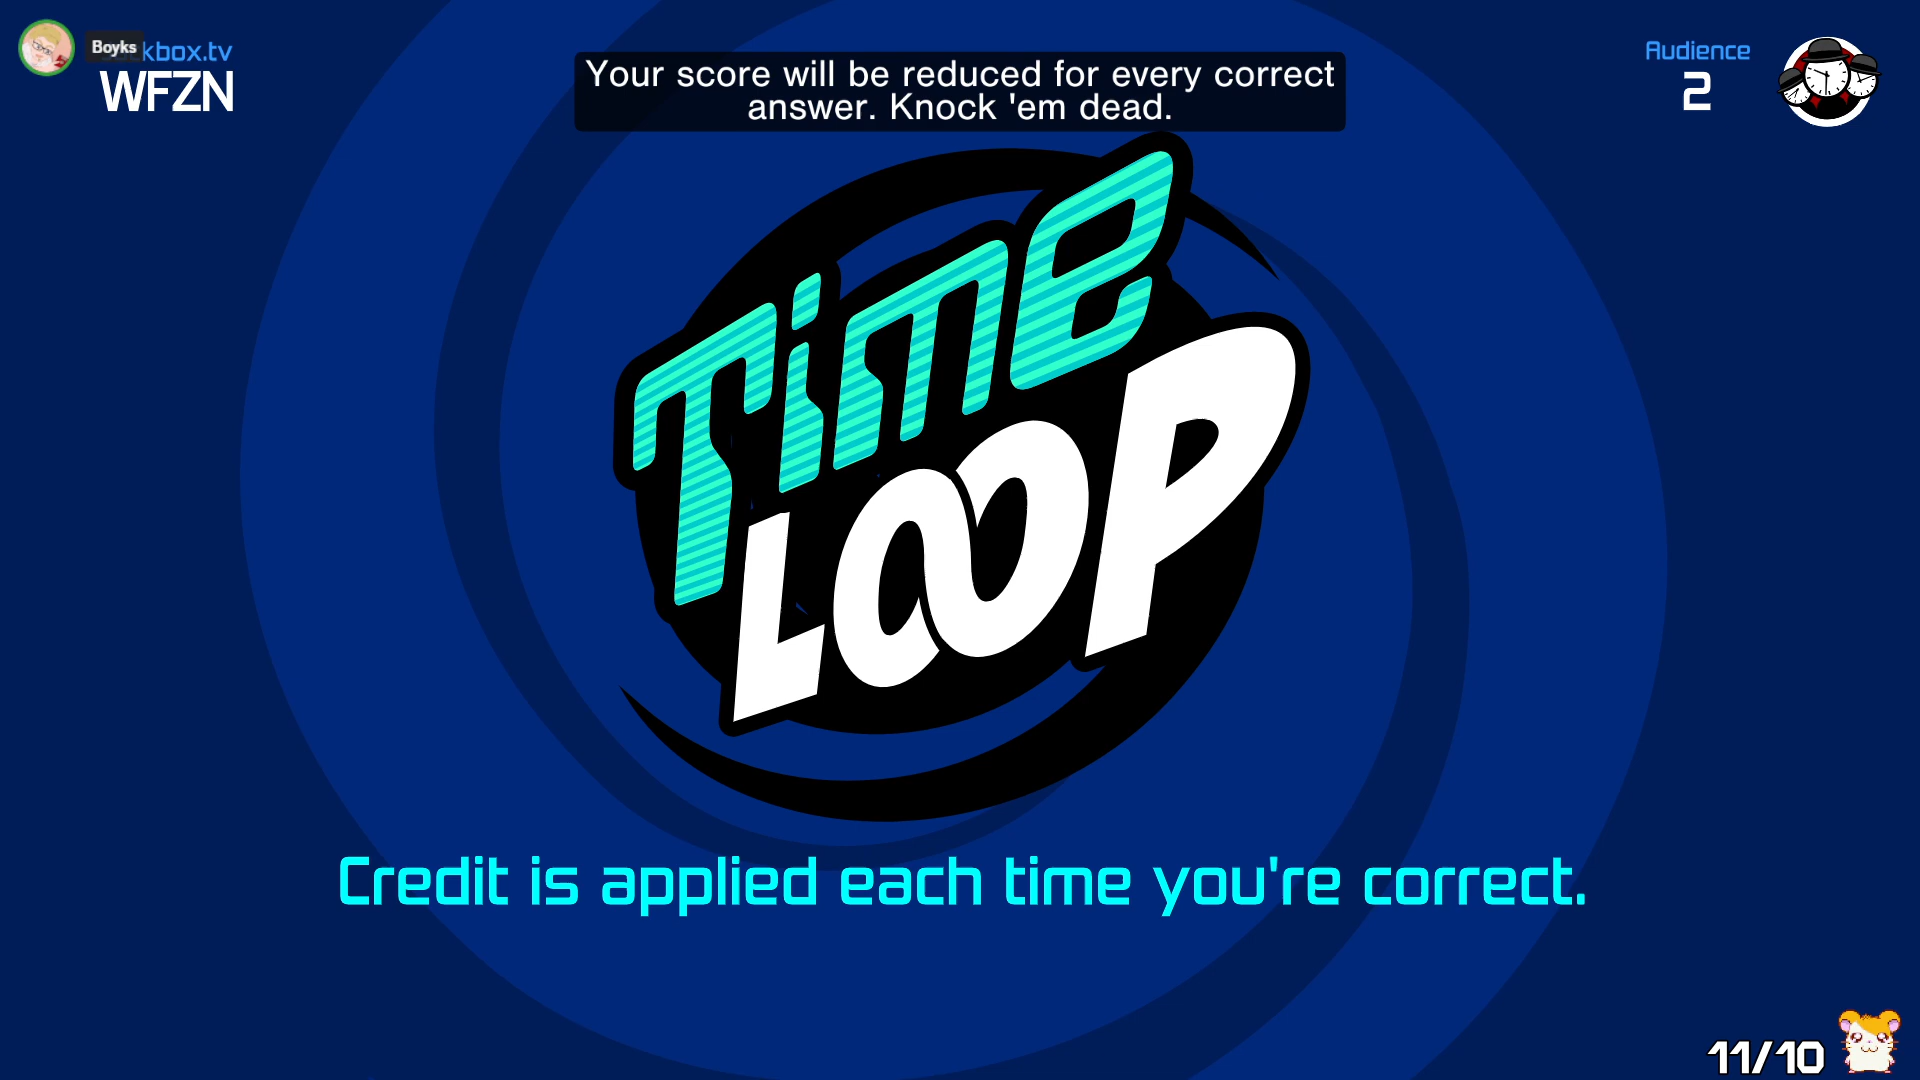 Boyks
kbox.tv
WFZN
Your score will be reduced for every correct
answer. Knock 'em dead.
Audience
2
TIME
LOOP
Credit is applied each time you're correct.
11/10